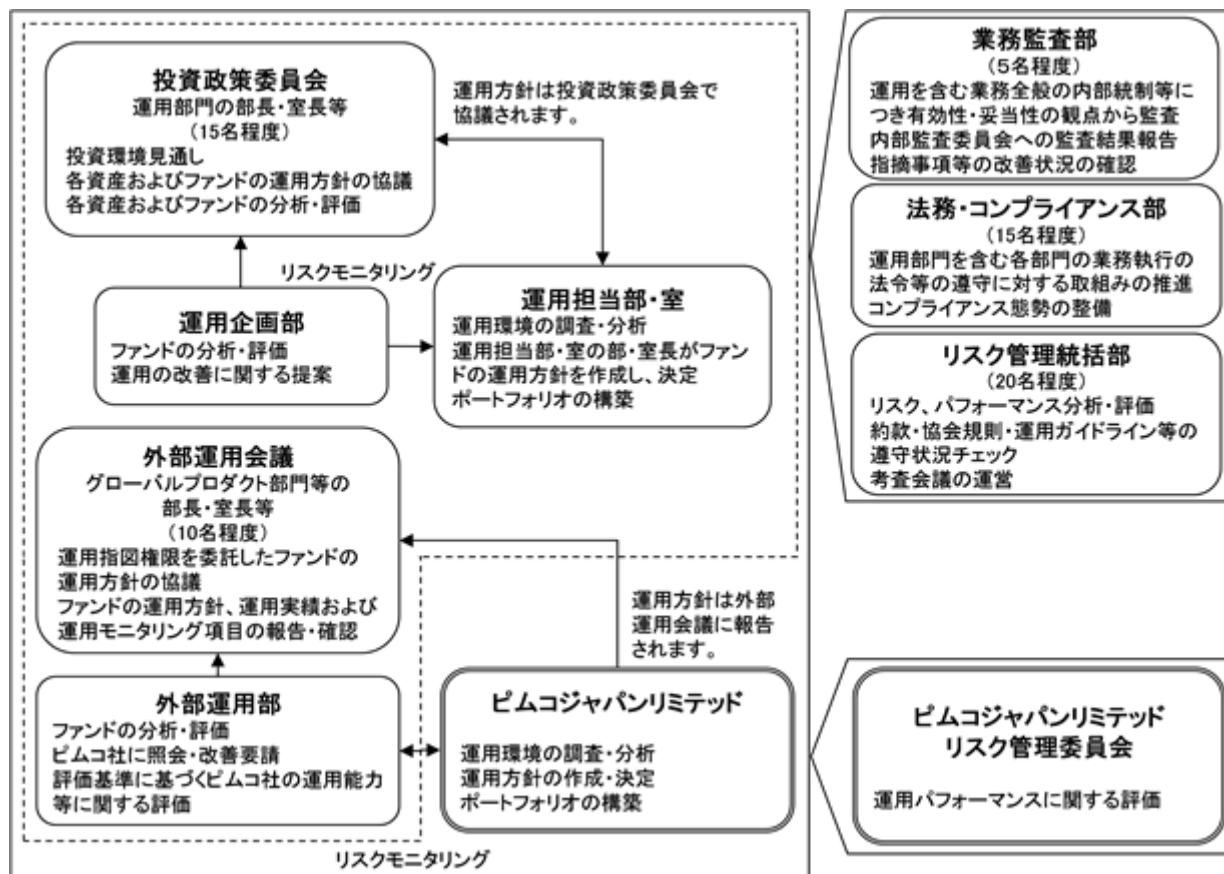 投資政策委員会
運用部門の部長・室長等
(15名程度)
投資環境見通し
各資産およびファンドの運用方針の協議
各資産およびファンドの分析・評価
運用方針は投資政策委員会で
協議されます。
リスクモニタリング
運用企画部
ファンドの分析・評価
運用の改善に関する提案
運用担当部・室
運用環境の調査・分析
運用担当部・室の部・室長がファン
ドの運用方針を作成し、決定
ポートフォリオの構築
外部運用会議
グローバルプロダクト部門等の
部長・室長等
(10名程度)
運用指図権限を委託したファンドの
運用方針の協議
ファンドの運用方針、運用実績および
運用モニタリング項目の報告・確認
運用方針は外部
運用会議に報告
されます。
外部運用部
ファンドの分析・評価
ピムコ社に照会・改善要請
評価基準に基づくピムコ社の運用能力
等に関する評価
ピムコジャパンリミテッド
運用環境の調査・分析
運用方針の作成・決定
ポートフォリオの構築
リスクモニタリング
業務監査部
(5名程度)
運用を含む業務全般の内部統制等に
つき有効性・妥当性の観点から監査
内部監査委員会への監査結果報告
指摘事項等の改善状況の確認
法務・コンプライアンス部
(15名程度)
運用部門を含む各部門の業務執行の
法令等の遵守に対する取組みの推進
コンプライアンス態勢の整備
リスク管理統括部
(20名程度)
リスク、パフォーマンス分析・評価
約款・協会規則・運用ガイドライン等の
遵守状況チェック
考査会議の運営
ピムコジャパンリミテッド
リスク管理委員会
運用パフォーマンスに関する評価